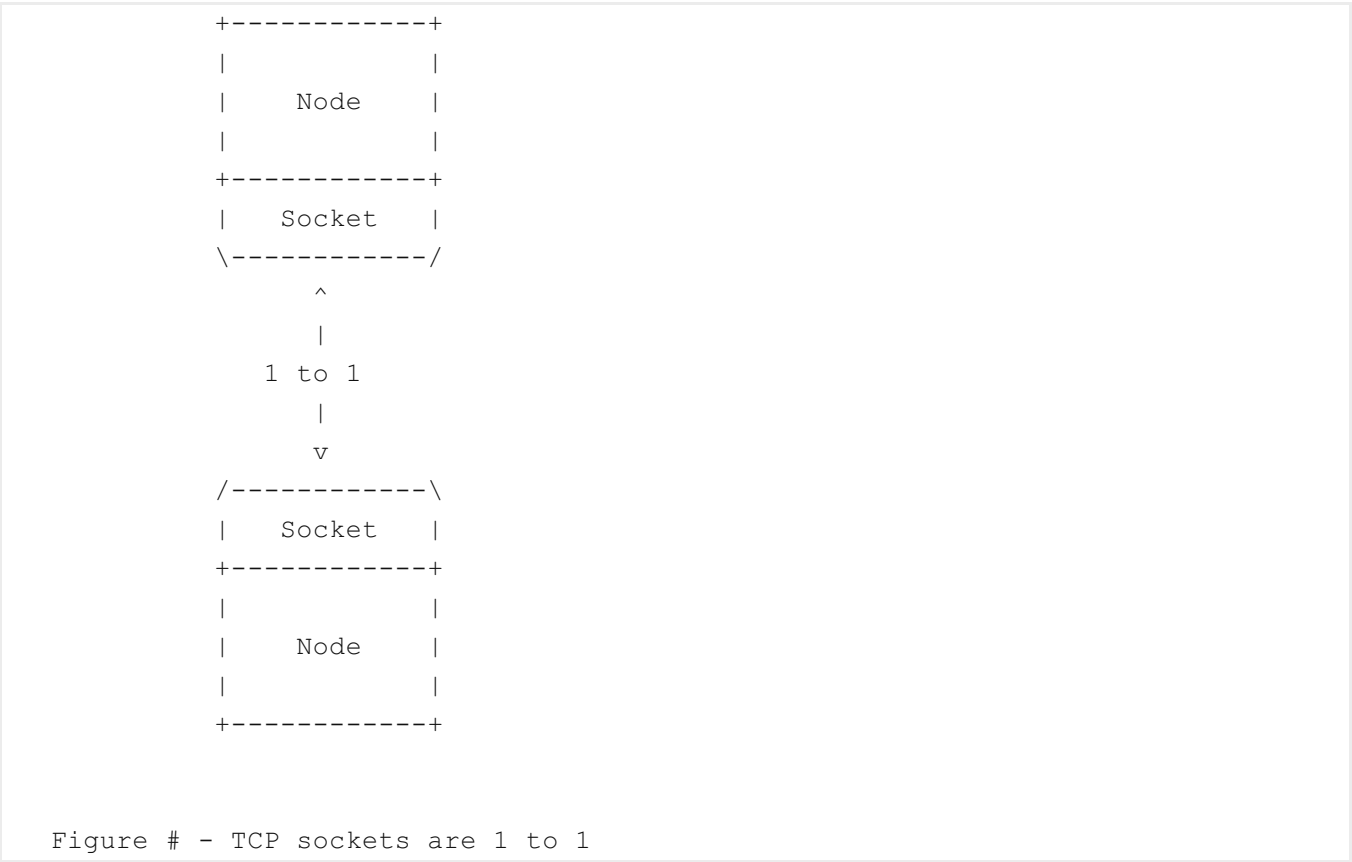 +------------+
|            |
|    Node    |
|            |
+------------+
|   Socket   |
\------------/
      ^
      |
   1 to 1
      |
      v
/------------\
|   Socket   |
+------------+
|            |
|    Node    |
|            |
+------------+
Figure # - TCP sockets are 1 to 1